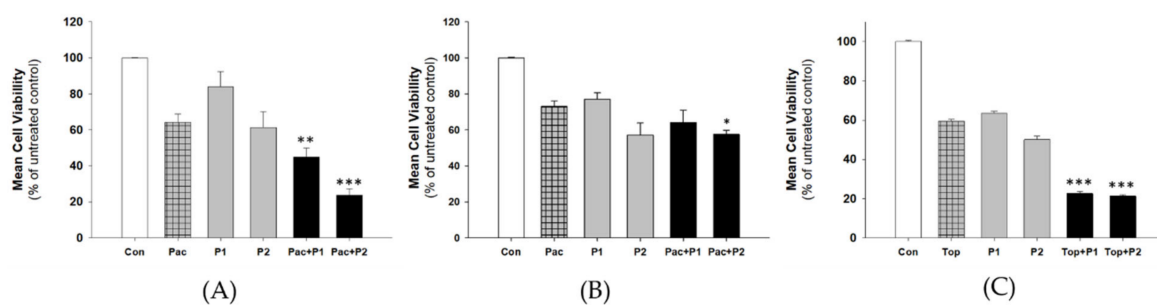 Mean Cell Viabillity
(% of untreated control)
120
100
80
60
40
20
0
**
***
Con Pac P1 P2 Pac+P1 Pac+P2
(A)
Mean Cell Viabillity
(% of untreated control)
120
100
80
60
40
20
0
*
Con Pac P1 P2 Pac+P1 Pac+P2
(B)
Mean Cell Viabillity
(% of untreated control)
100
80
60
40
20
0
***
***
Con Top P1 P2 Top+P1 Top+P2
(C)